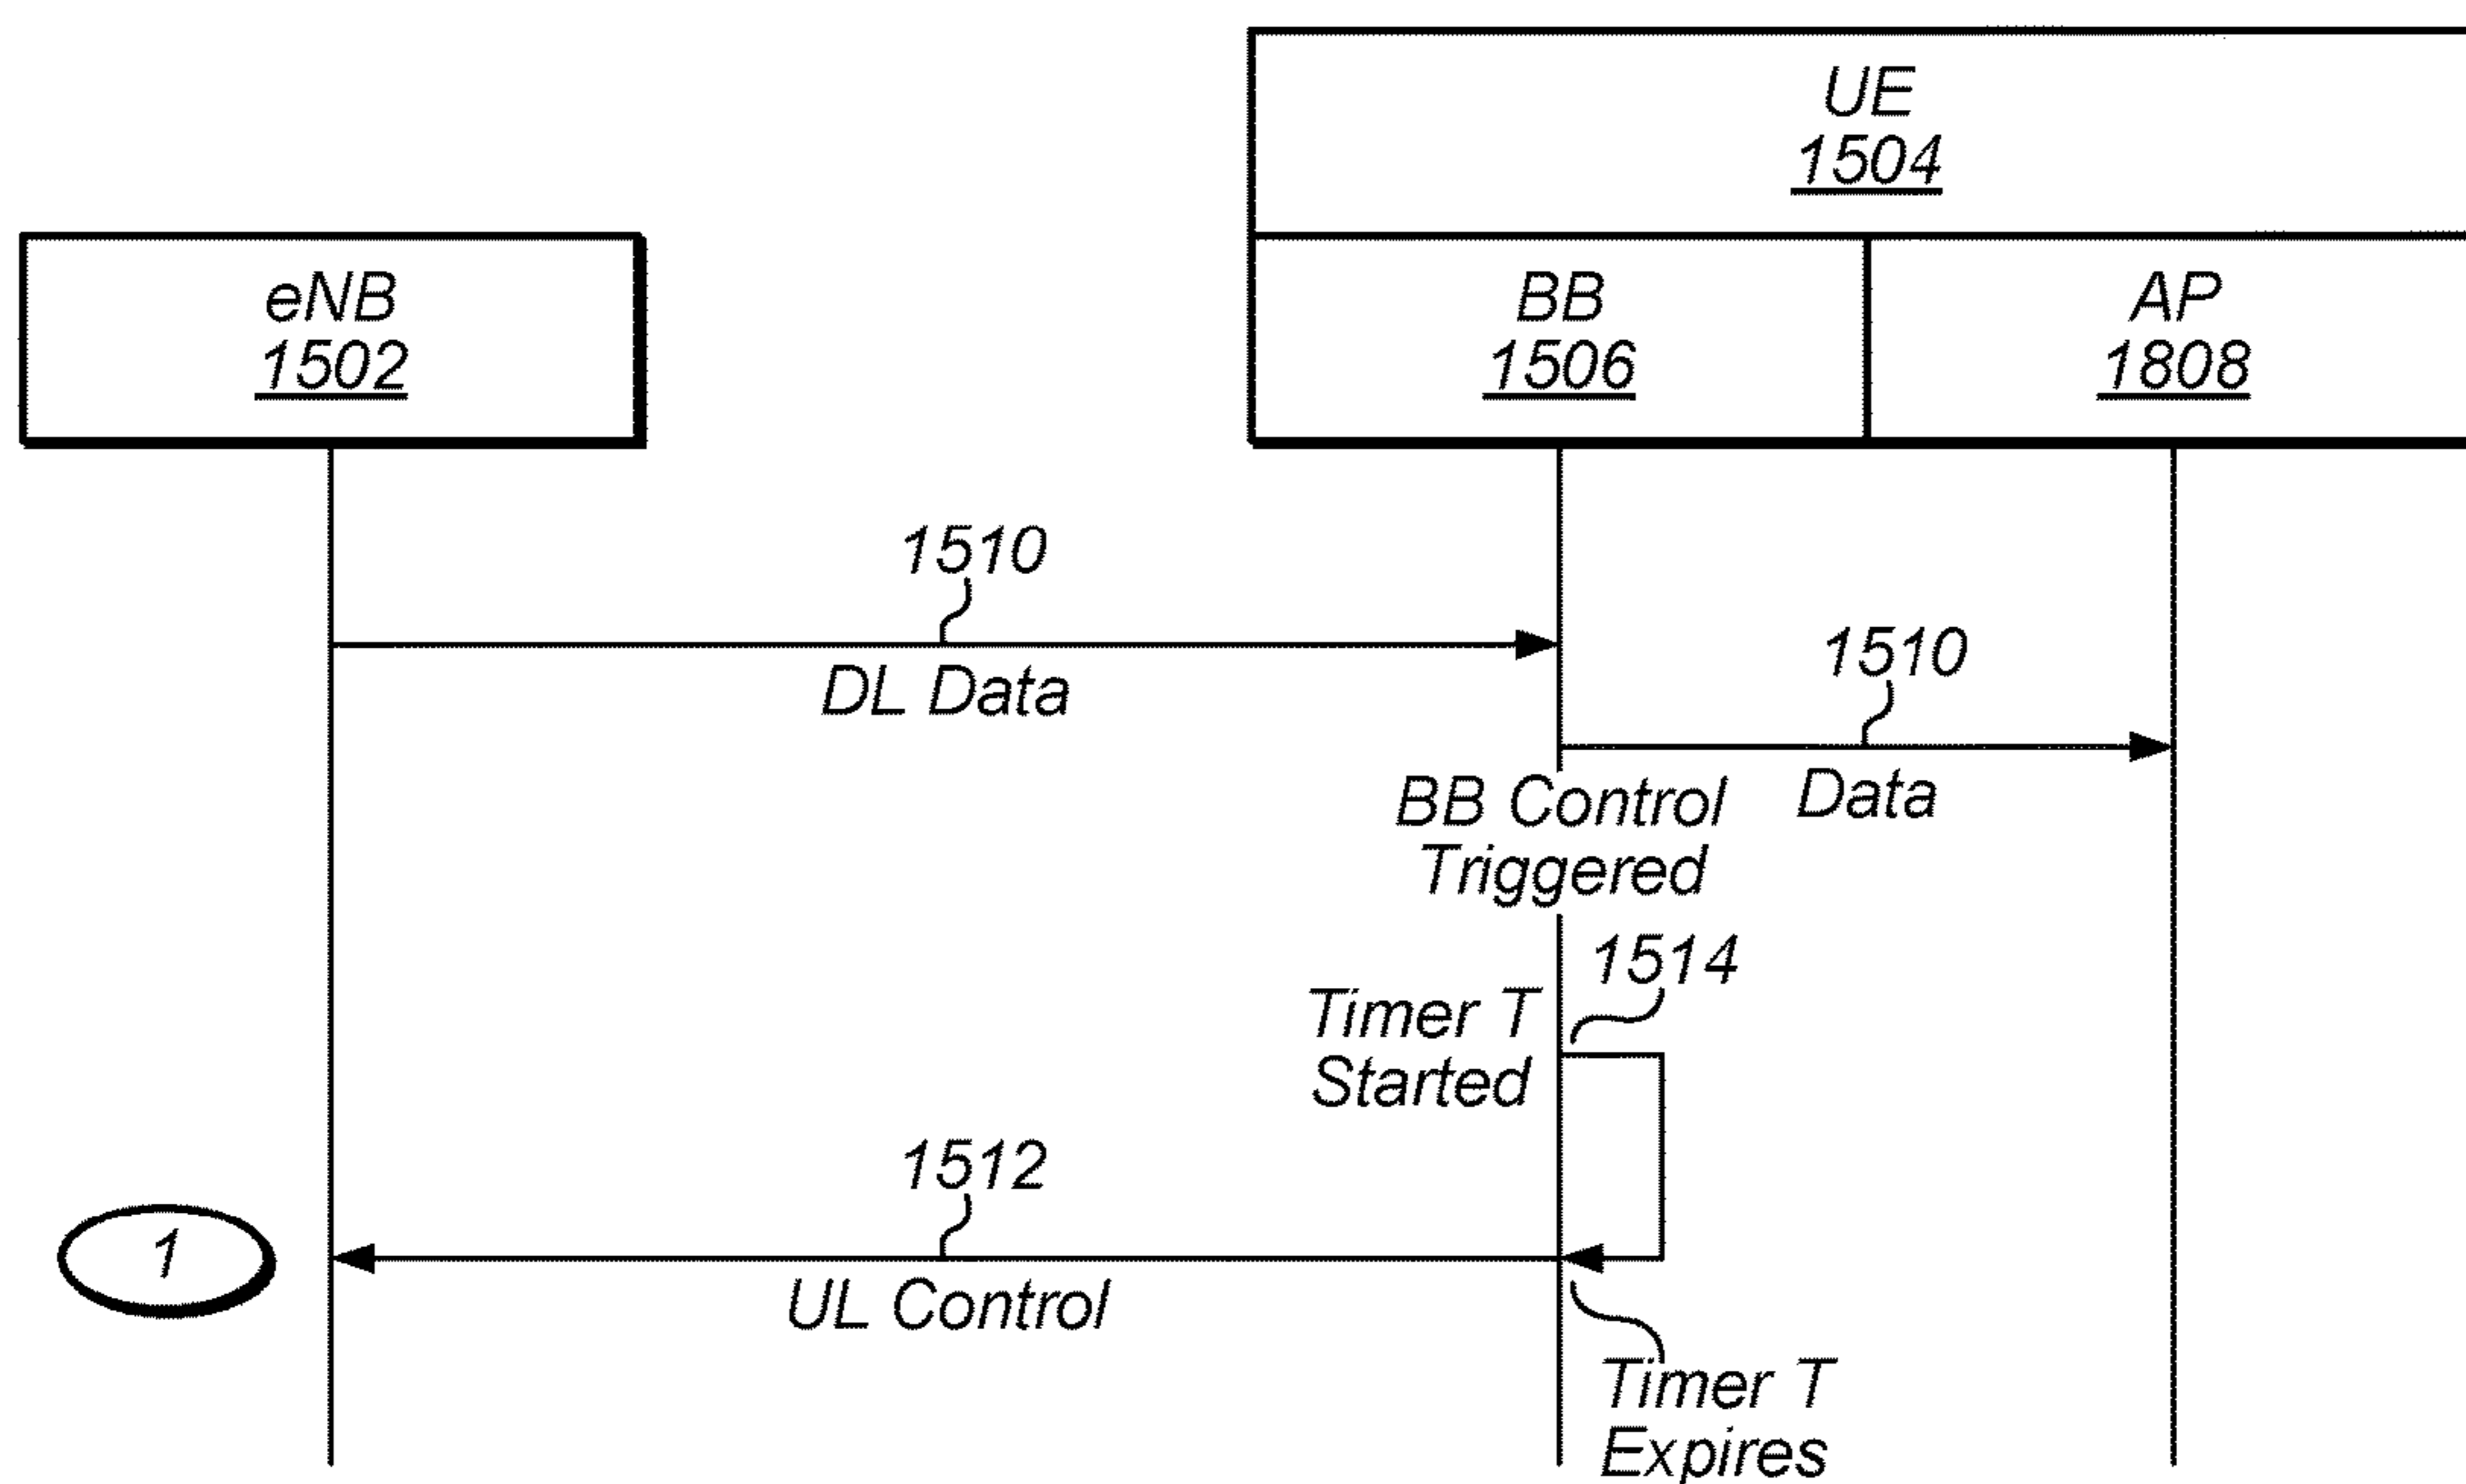 UE
1504
eNB
1502
BB
1506
AP
1808
1510
DL Data
1510
Data
BB Control
Triggered
1514
Timer T
Started
1512
1
UL Control
Timer T
Expires